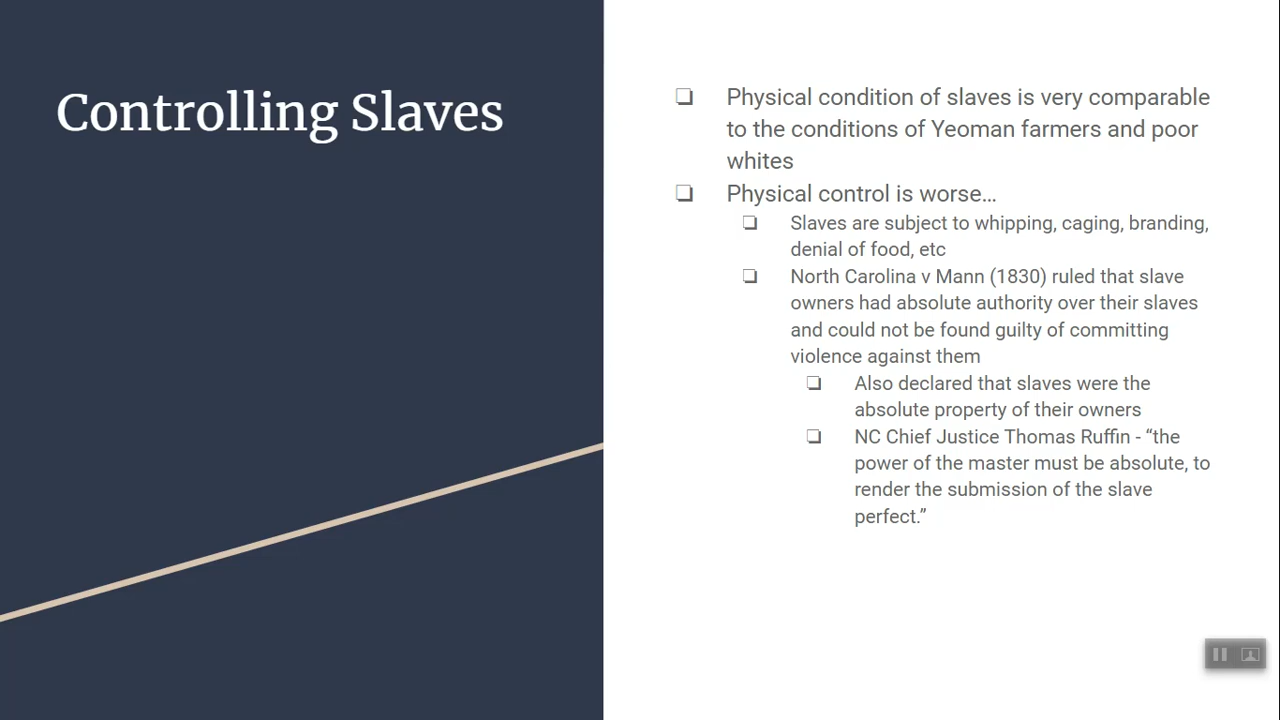 Controlling Slaves
❏ Physical condition of slaves is very comparable
to the conditions of Yeoman farmers and poor
whites
❏ Physical control is worse…
❏ Slaves are subject to whipping, caging, branding,
denial of food, etc
❏ North Carolina v Mann (1830) ruled that slave
owners had absolute authority over their slaves
and could not be found guilty of committing
violence against them
❏ Also declared that slaves were the
absolute property of their owners
❏ NC Chief Justice Thomas Ruffin - “the
power of the master must be absolute, to
render the submission of the slave
perfect.”